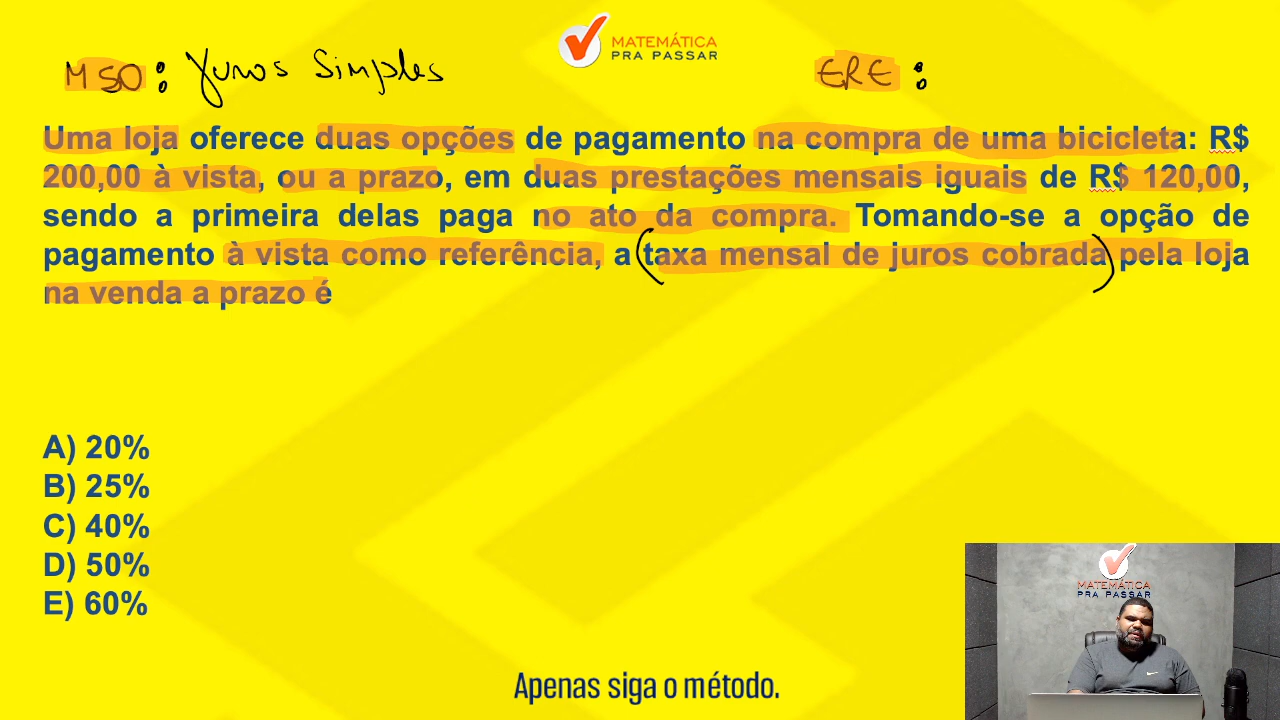 MATEMÁTICA
PRA PASSAR
MSO: Juros Simples
ERE:
Uma loja oferece duas opções de pagamento na compra de uma bicicleta: R$
200,00 à vista, ou a prazo, em duas prestações mensais iguais de R$ 120,00,
sendo a primeira delas paga no ato da compra. Tomando-se a opção de
pagamento à vista como referência, a (taxa mensal de juros cobrada) pela loja
na venda a prazo é
A) 20%
B) 25%
C) 40%
D) 50%
E) 60%
MATEMÁTICA
PRA PASSAR
Apenas siga o método.